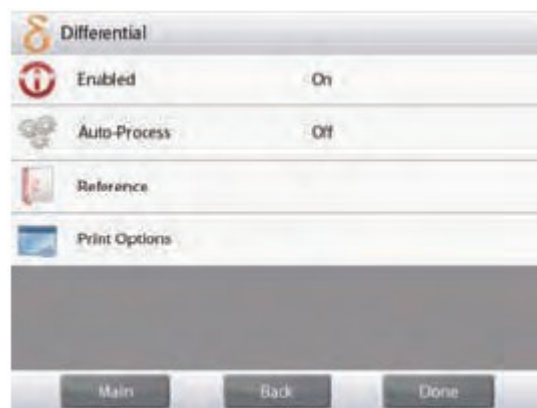 δ Differential
Enabled On
Auto-Process Off
Reference
Print Options
Main Back Done